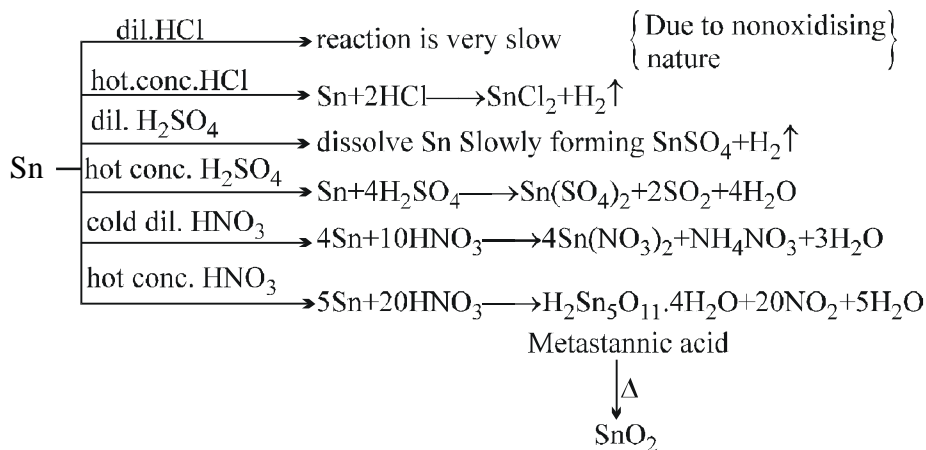 dil.HCl reaction is very slow {Due to nonoxidising nature}
hot.conc.HCl Sn+2HCl⟶SnCl₂+H₂↑
dil. H₂SO₄ dissolve Sn Slowly forming SnSO₄+H₂↑
Sn
hot conc. H₂SO₄ Sn+4H₂SO₄⟶Sn(SO₄)₂+2SO₂+4H₂O
cold dil. HNO₃ 4Sn+10HNO₃⟶4Sn(NO₃)₂+NH₄NO₃+3H₂O
hot conc. HNO₃ 5Sn+20HNO₃⟶H₂Sn₅O₁₁.4H₂O+20NO₂+5H₂O
Metastannic acid
Δ
SnO₂